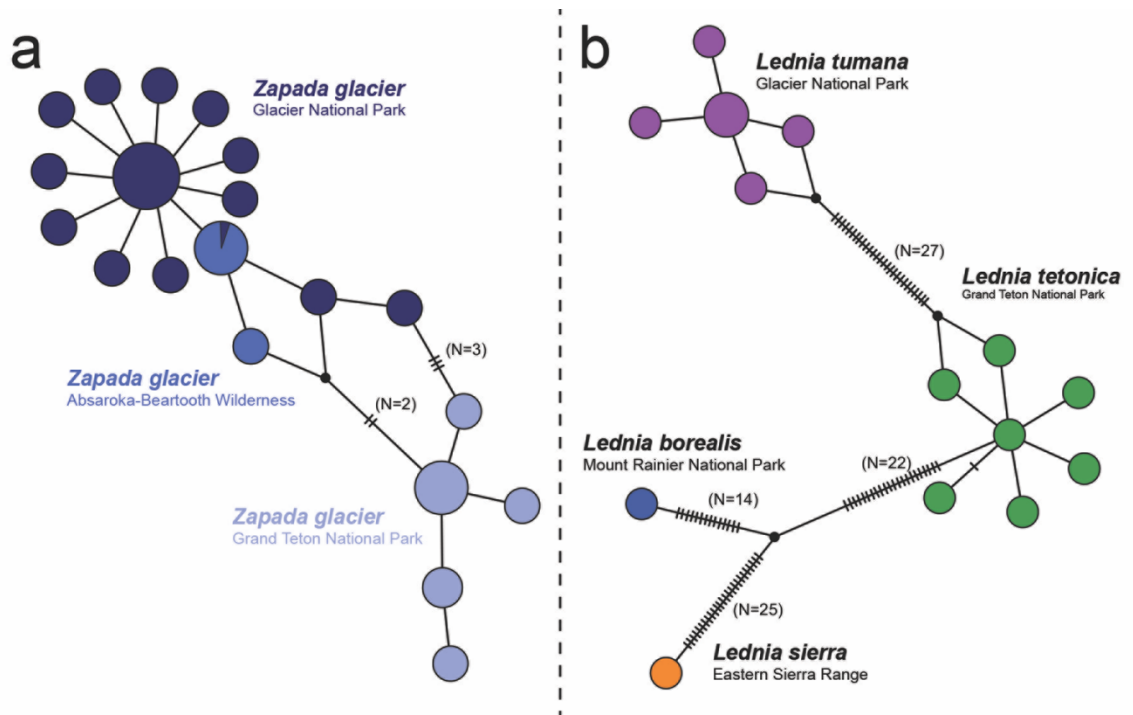 a
Zapada glacier
Glacier National Park
(N=3)
Zapada glacier
Absaroka-Beartooth Wilderness
(N=2)
Zapada glacier
Grand Teton National Park
b
Lednia tumana
Glacier National Park
(N=27)
Lednia tetonica
Grand Teton National Park
Lednia borealis
Mount Rainier National Park
(N=22)
(N=14)
(N=25)
Lednia sierra
Eastern Sierra Range